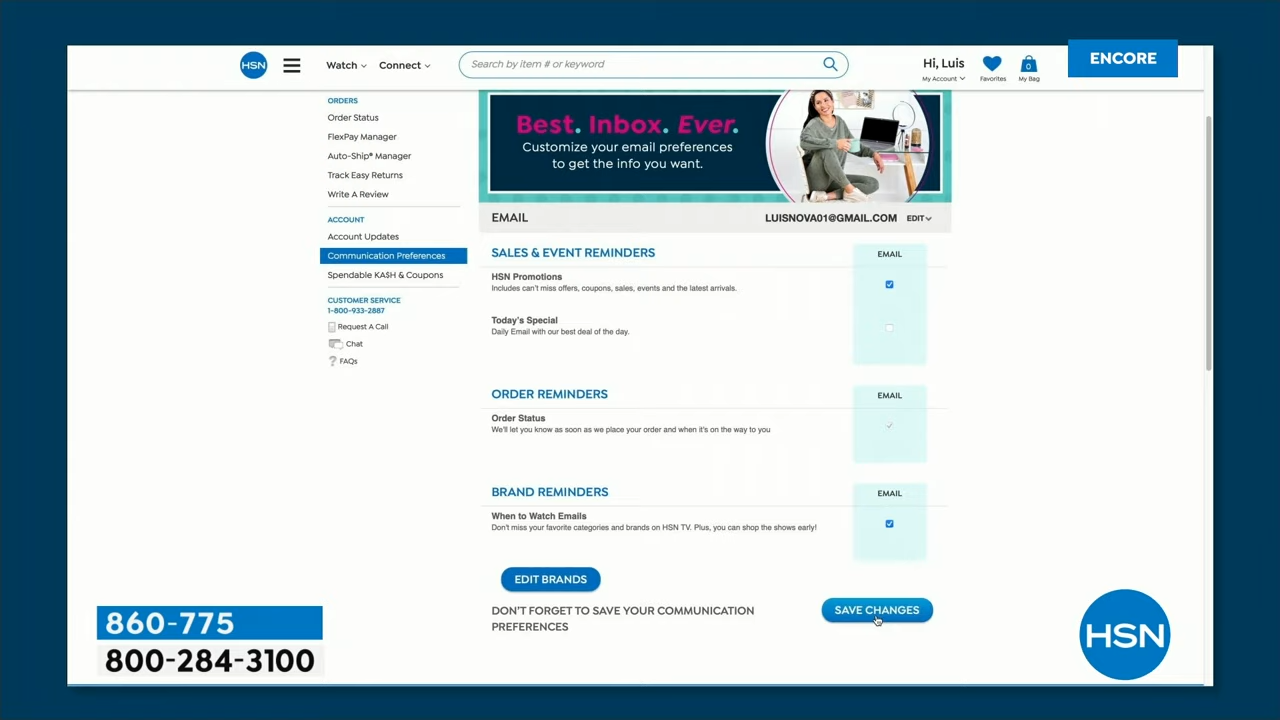 HSN
Watch
Connect
Search by item # or keyword
Hi, Luis
My Account
Favorites
0
My Bag
ENCORE
ORDERS
Order Status
FlexPay Manager
Auto-Ship® Manager
Track Easy Returns
Write A Review
ACCOUNT
Account Updates
Communication Preferences
Spendable KA$H & Coupons
CUSTOMER SERVICE
1-800-933-2887
Request A Call
Chat
FAQs
Best. Inbox. Ever.
Customize your email preferences
to get the info you want.
EMAIL
LUISNOVA01@GMAIL.COM EDIT
SALES & EVENT REMINDERS
EMAIL
HSN Promotions
Includes can't miss offers, coupons, sales, events and the latest arrivals.
Today's Special
Daily Email with our best deal of the day.
ORDER REMINDERS
EMAIL
Order Status
We'll let you know as soon as we place your order and when it's on the way to you
BRAND REMINDERS
EMAIL
When to Watch Emails
Don't miss your favorite categories and brands on HSN TV. Plus, you can shop the shows early!
EDIT BRANDS
DON'T FORGET TO SAVE YOUR COMMUNICATION
PREFERENCES
SAVE CHANGES
860-775
800-284-3100
HSN